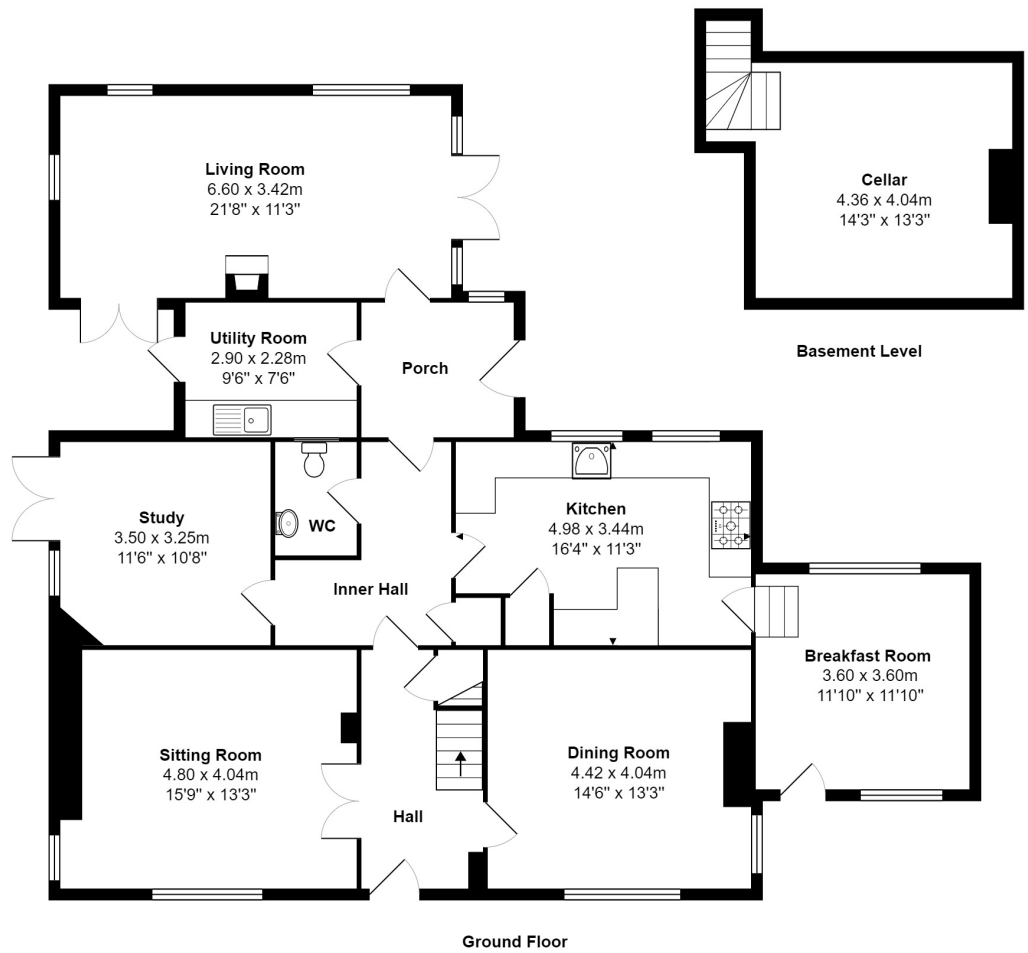 Living Room
6.60 x 3.42m
21'8" x 11'3"
Cellar
4.36 x 4.04m
14'3" x 13'3"
Utility Room
2.90 x 2.28m
9'6" x 7'6"
Porch
Basement Level
Study
3.50 x 3.25m
11'6" x 10'8"
WC
Kitchen
4.98 x 3.44m
16'4" x 11'3"
Inner Hall
Breakfast Room
3.60 x 3.60m
11'10" x 11'10"
Sitting Room
4.80 x 4.04m
15'9" x 13'3"
Dining Room
4.42 x 4.04m
14'6" x 13'3"
Hall
Ground Floor